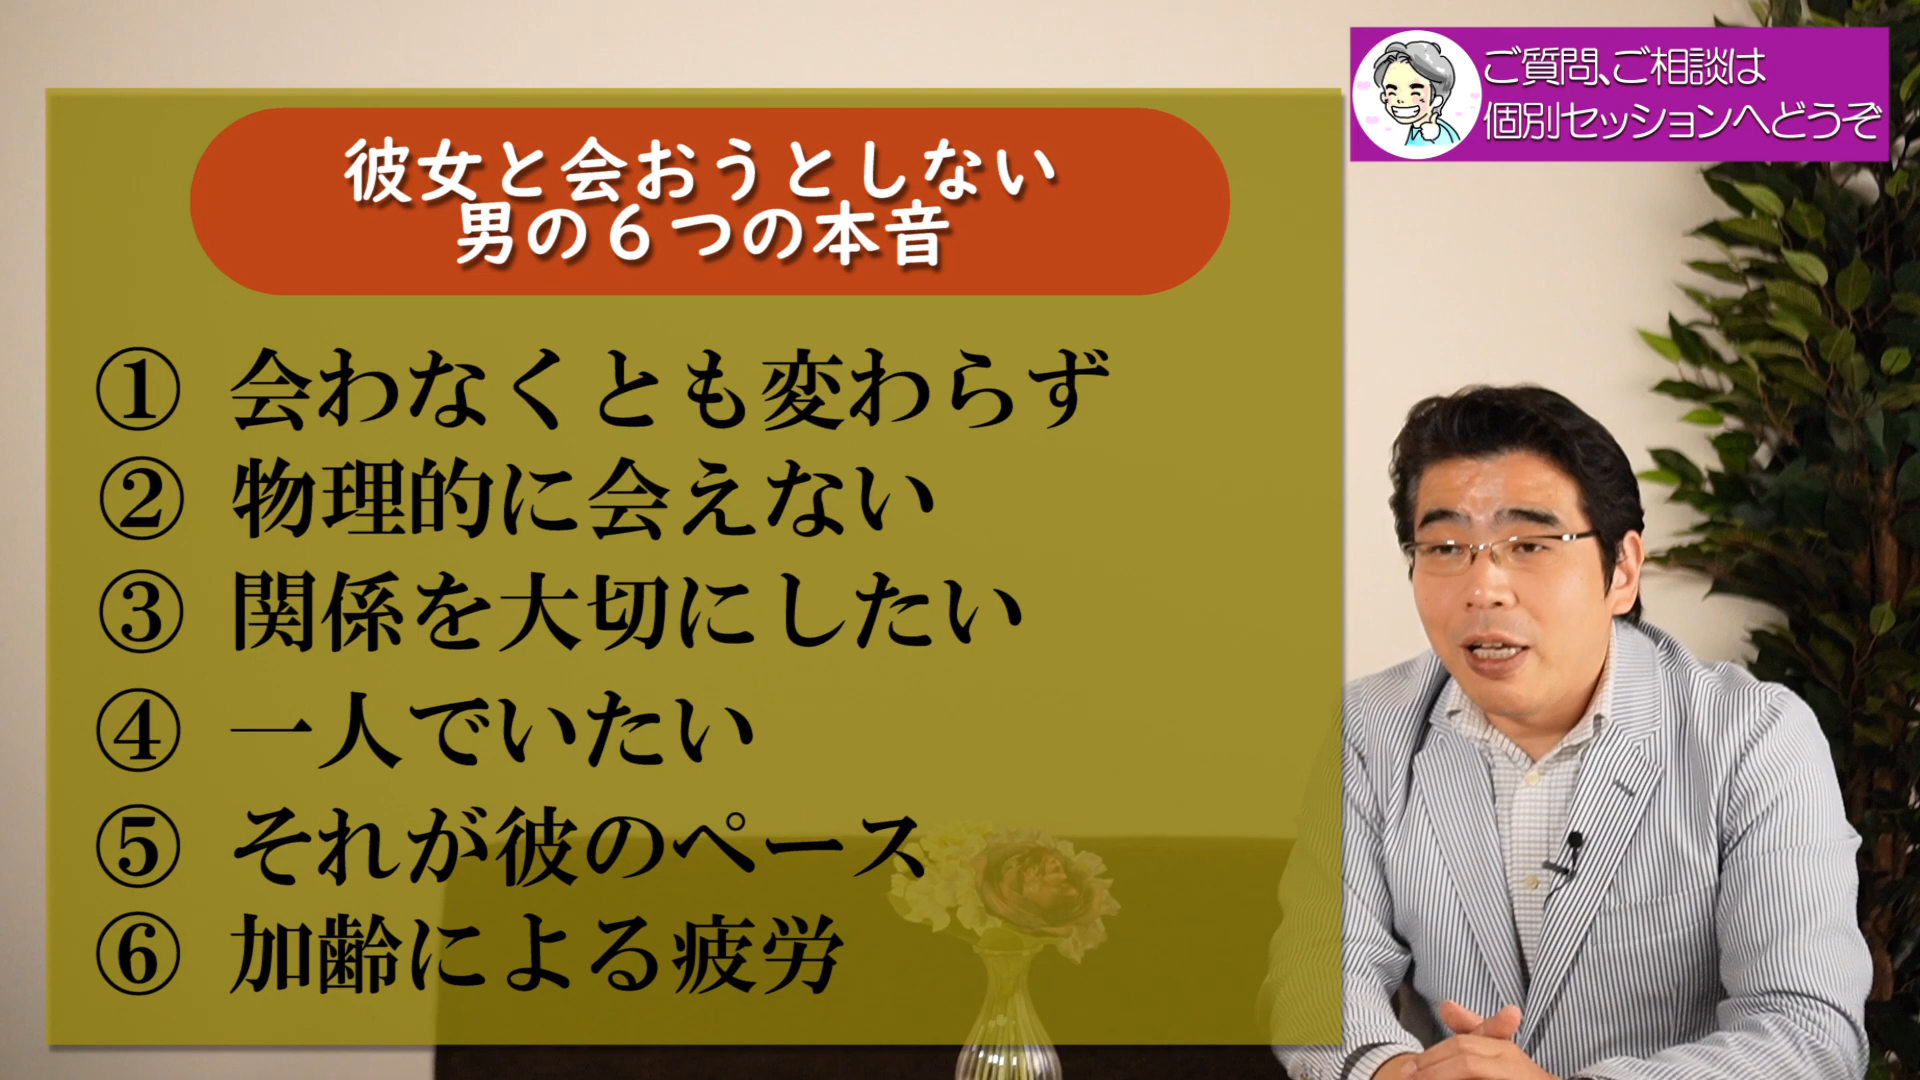 ご質問、ご相談は
個別セッションへどうぞ
彼女と会おうとしない
男の６つの本音
① 会わなくとも変わらず
② 物理的に会えない
③ 関係を大切にしたい
④ 一人でいたい
⑤ それが彼のペース
⑥ 加齢による疲労